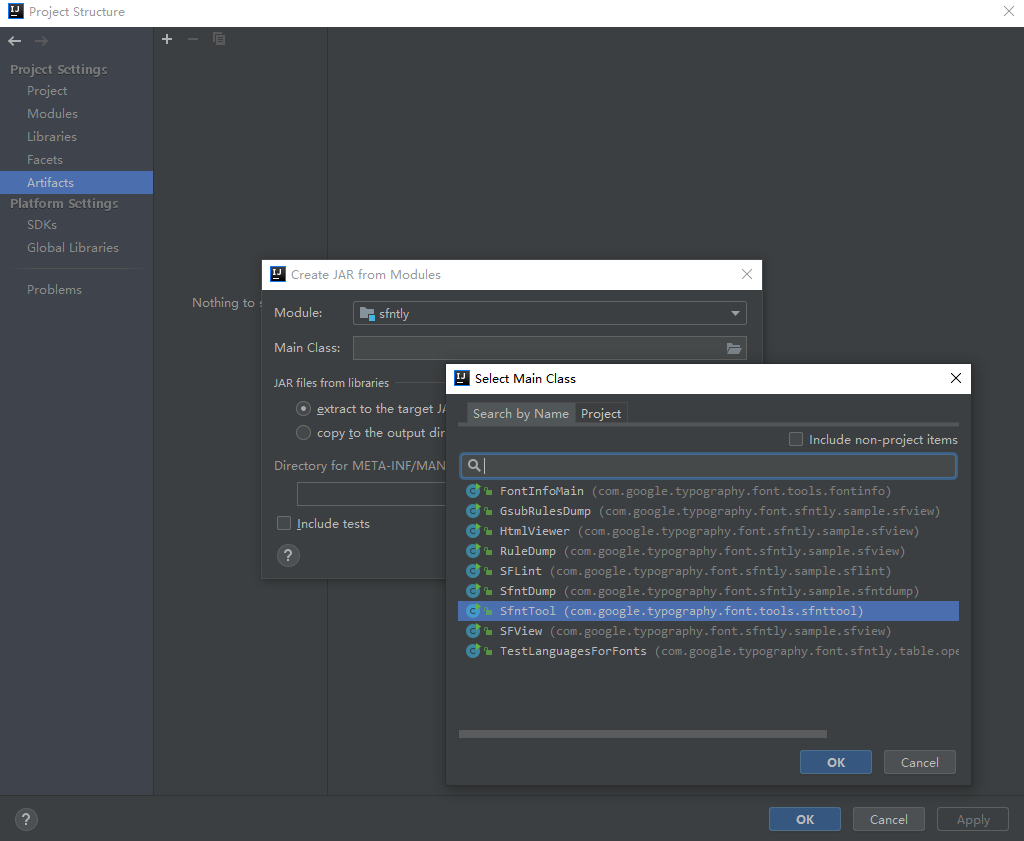 Project Structure
Project Settings
Project
Modules
Libraries
Facets
Artifacts
Platform Settings
SDKs
Global Libraries
Problems
Nothing to s
Create JAR from Modules
Module:
sfntly
Main Class:
JAR files from libraries
extract to the target JA
copy to the output dir
Directory for META-INF/MAN
Include tests
?
Select Main Class
Search by Name
Project
Include non-project items
FontInfoMain (com.google.typography.font.tools.fontinfo)
GsubRulesDump (com.google.typography.font.sfntly.sample.sfview)
HtmlViewer (com.google.typography.font.sfntly.sample.sfview)
RuleDump (com.google.typography.font.sfntly.sample.sfview)
SFLint (com.google.typography.font.sfntly.sample.sflint)
SfntDump (com.google.typography.font.sfntly.sample.sfntdump)
SfntTool (com.google.typography.font.tools.sfnttool)
SFView (com.google.typography.font.sfntly.sample.sfview)
TestLanguagesForFonts (com.google.typography.font.sfntly.table.ope
OK
Cancel
?
OK
Cancel
Apply